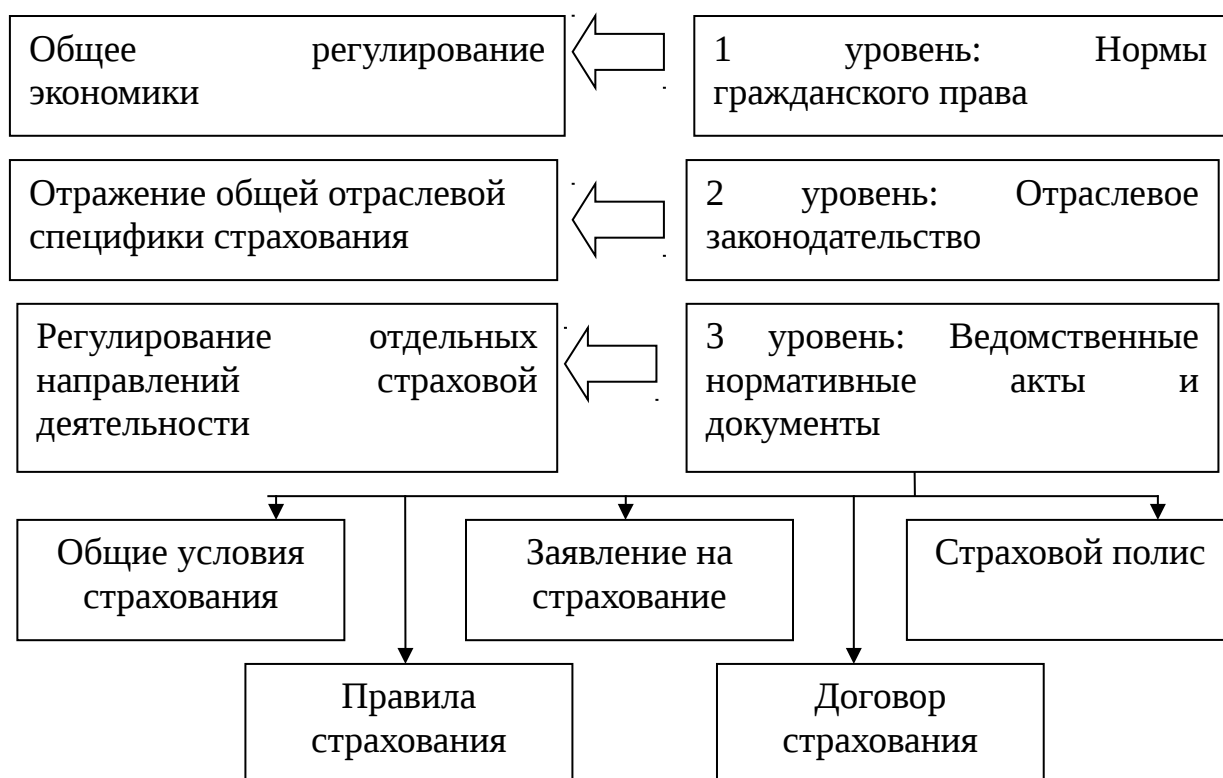 Общее регулирование
экономики
1 уровень: Нормы
гражданского права
Отражение общей отраслевой
специфики страхования
2 уровень: Отраслевое
законодательство
Регулирование отдельных
направлений страховой
деятельности
3 уровень: Ведомственные
нормативные акты и
документы
Общие условия
страхования
Заявление на
страхование
Страховой полис
Правила
страхования
Договор
страхования